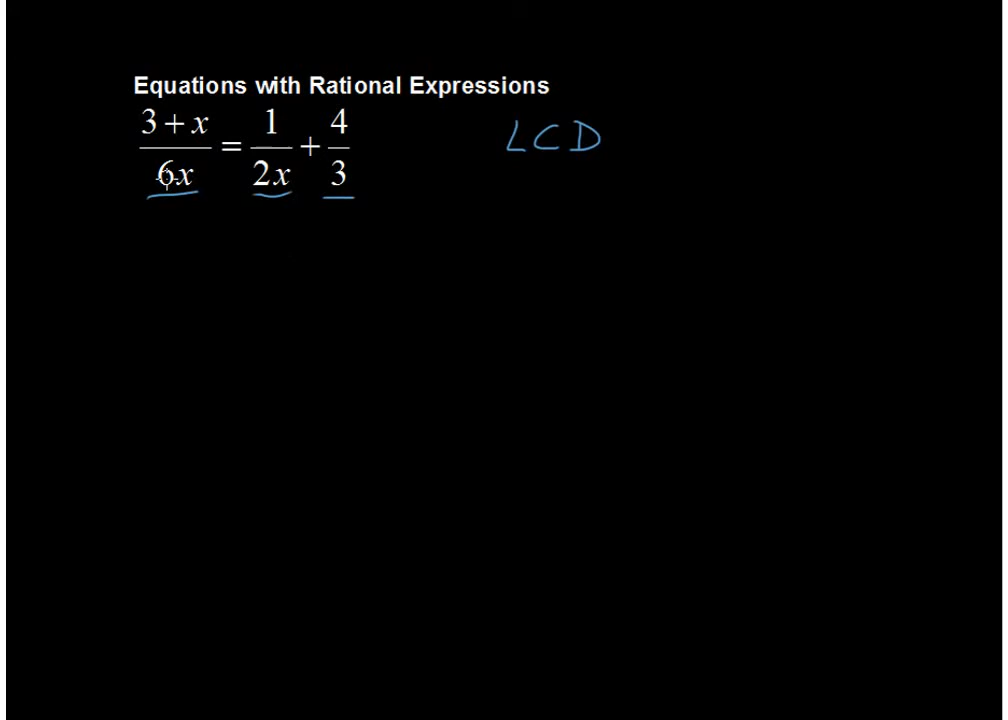 Equations with Rational Expressions
3 + x / 6x = 1 / 2x + 4 / 3
LCD